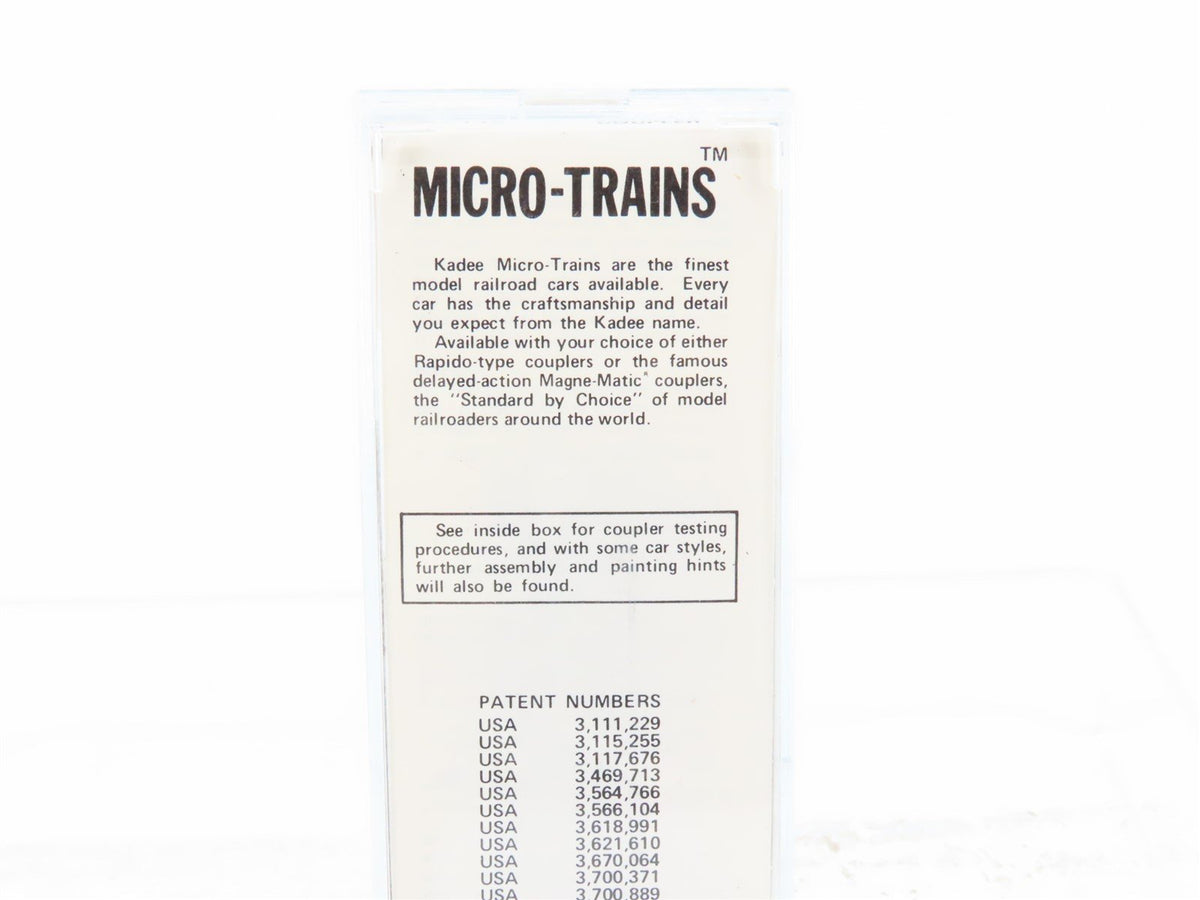 TM
MICRO-TRAINS
Kadee Micro-Trains are the finest
model railroad cars available. Every
car has the craftsmanship and detail
you expect from the Kadee name.
Available with your choice of either
Rapido-type couplers or the famous
delayed-action Magne-Matic® couplers,
the "Standard by Choice" of model
railroaders around the world.
See inside box for coupler testing
procedures, and with some car styles,
further assembly and painting hints
will also be found.
PATENT NUMBERS
USA 3,111,229
USA 3,115,255
USA 3,117,676
USA 3,469,713
USA 3,564,766
USA 3,566,104
USA 3,618,991
USA 3,621,610
USA 3,670,064
USA 3,700,371
USA 3,700,889